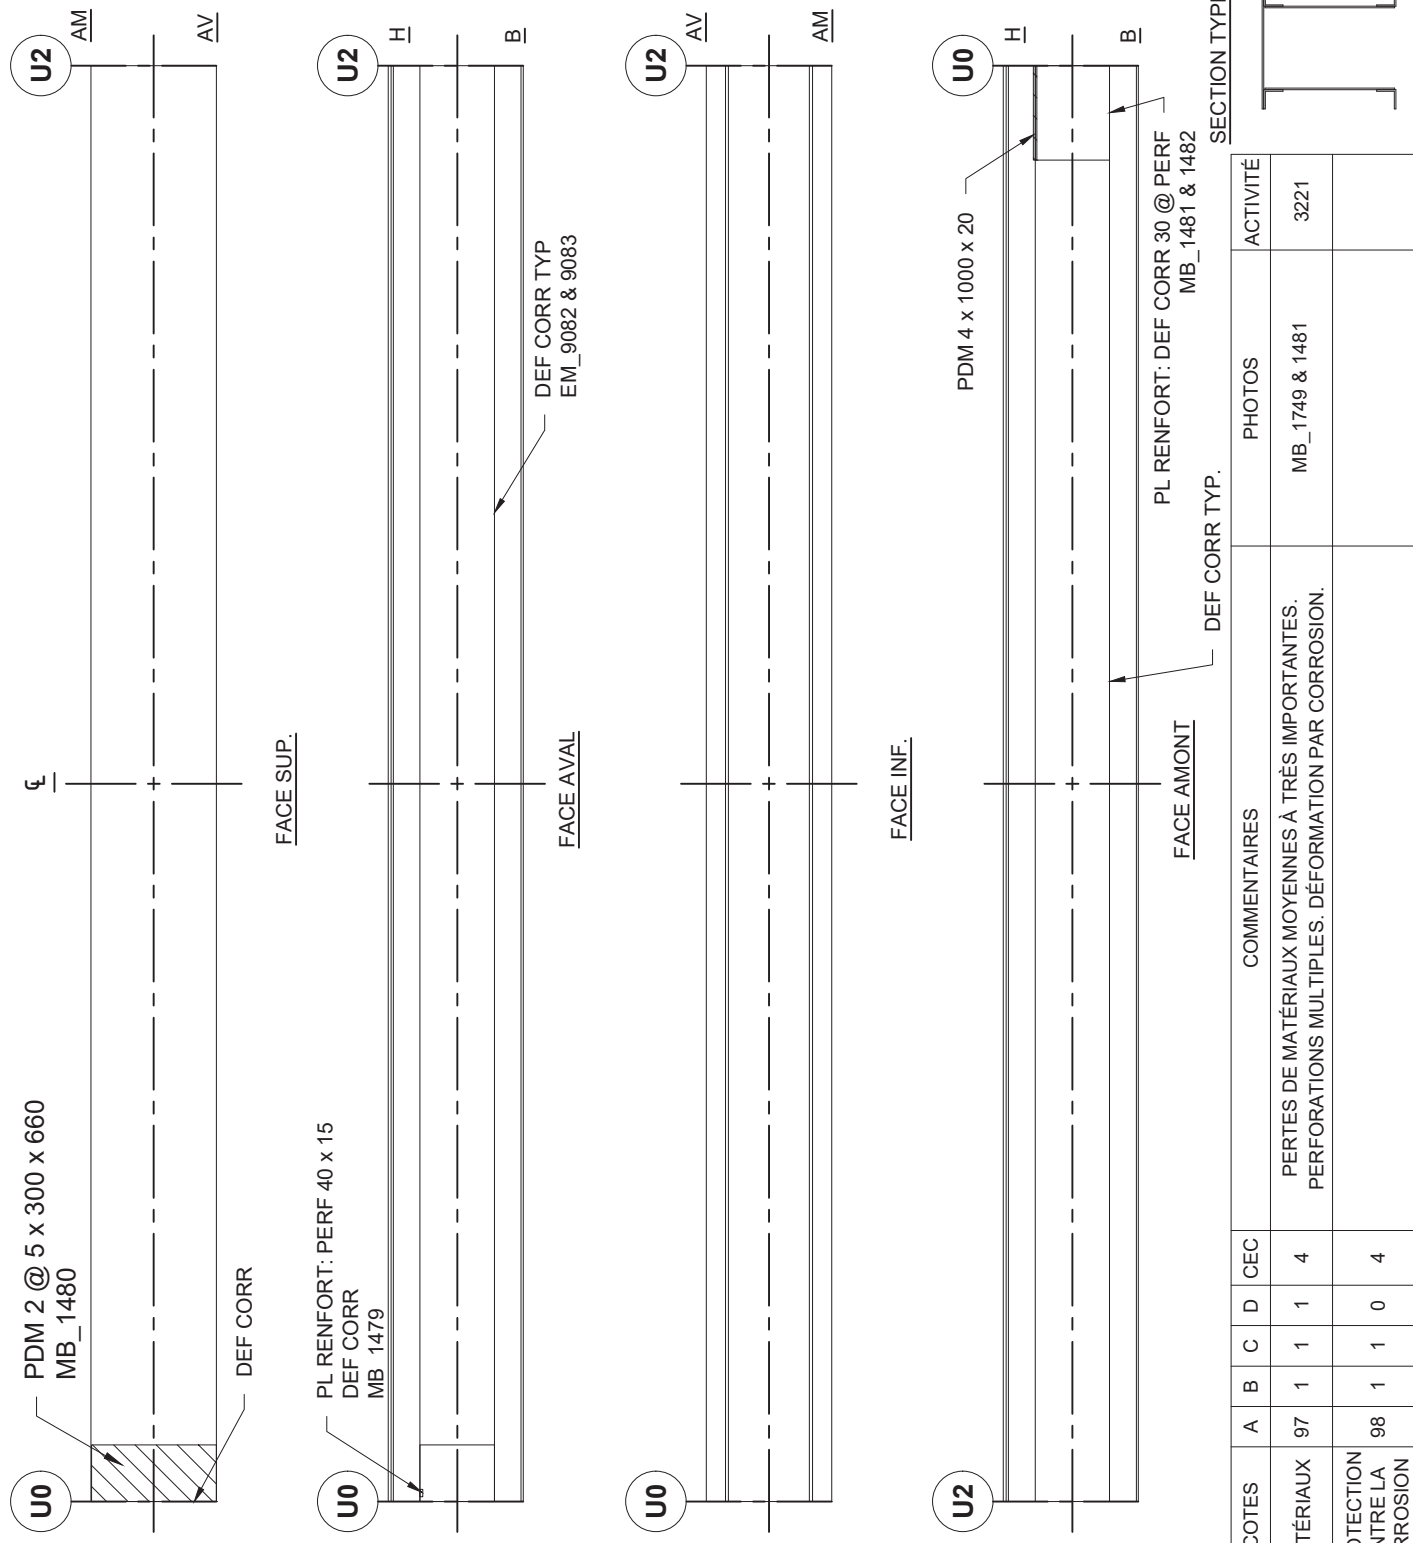 U0
PDM 2 @ 5 x 300 x 660
MB_1480
℄
U2
AM
AV
DEF CORR
FACE SUP.
U0
PL RENFORT: PERF 40 x 15
DEF CORR
MB 1479
U2
H
B
DEF CORR TYP
EM_9082 & 9083
FACE AVAL
U0
U2
AV
AM
FACE INF.
U2
U0
H
B
PDM 4 x 1000 x 20
PL RENFORT: DEF CORR 30 @ PERF
MB_1481 & 1482
DEF CORR TYP.
FACE AMONT
SECTION TYPE
COTES A B C D CEC COMMENTAIRES PHOTOS ACTIVITÉ
TÉRIAUX 97 1 1 1 4 PERTES DE MATÉRIAUX MOYENNES À TRÈS IMPORTANTES. MB_1749 & 1481 3221
PERFORATIONS MULTIPLES. DÉFORMATION PAR CORROSION.
OTECTION
NTRE LA 98 1 1 0 4
RROSION